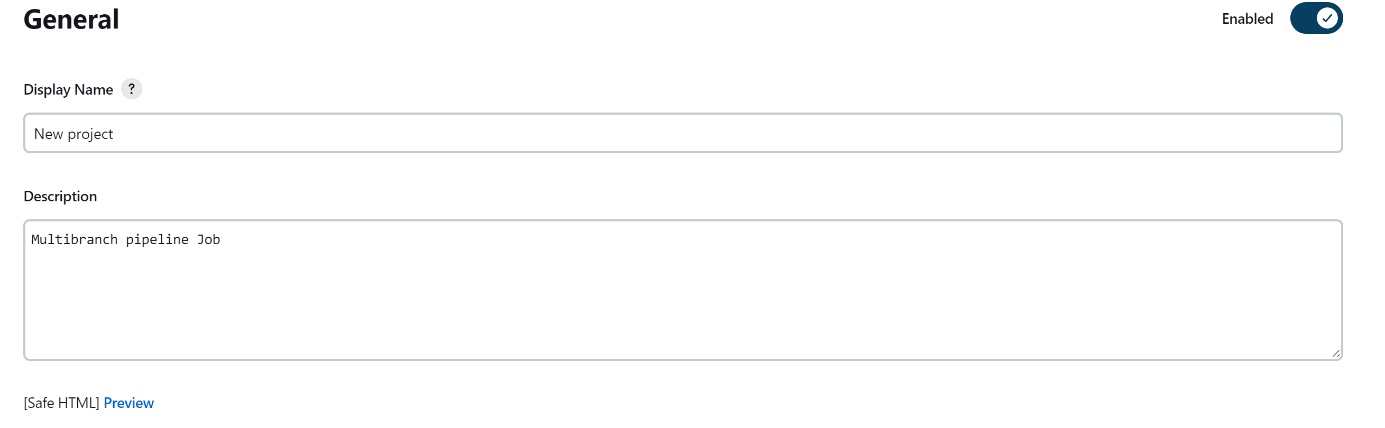 General
Enabled
Display Name ?
New project
Description
Multibranch pipeline Job
[Safe HTML] Preview